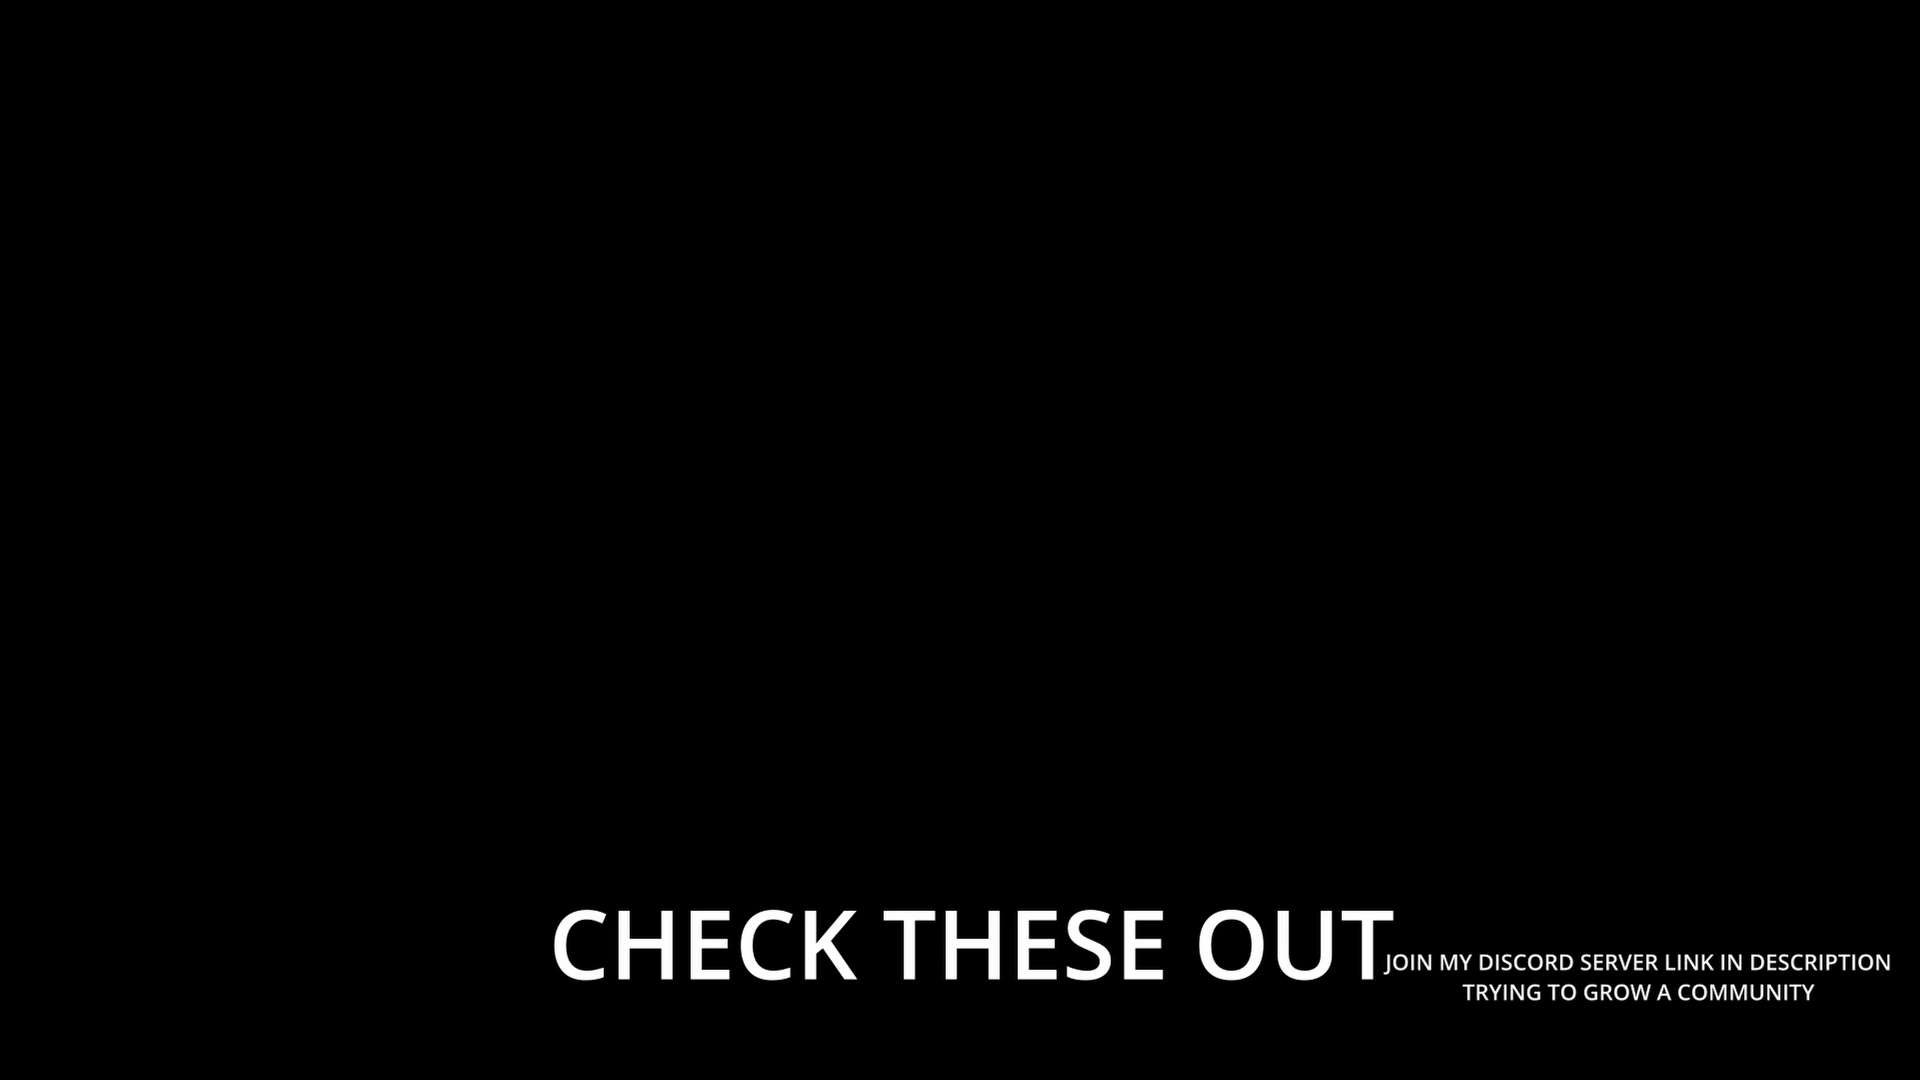 CHECK THESE OUT
JOIN MY DISCORD SERVER LINK IN DESCRIPTION
TRYING TO GROW A COMMUNITY